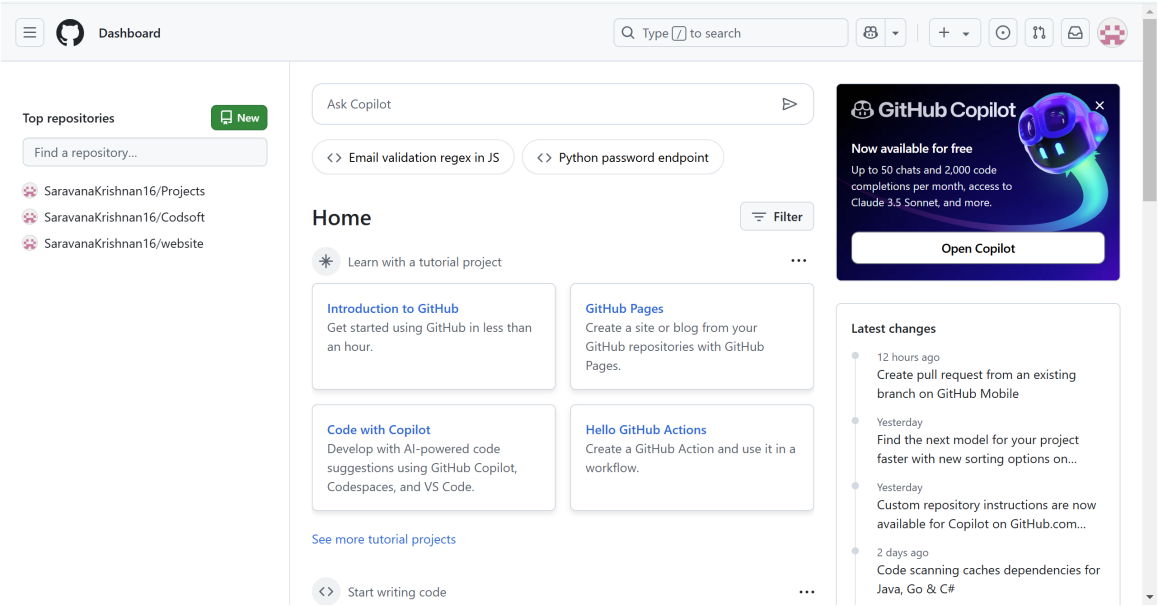 Dashboard
Type / to search
Top repositories
New
Find a repository...
SaravanaKrishnan16/Projects
SaravanaKrishnan16/Codsoft
SaravanaKrishnan16/website
Ask Copilot
Email validation regex in JS
Python password endpoint
Home
Filter
Learn with a tutorial project
Introduction to GitHub
Get started using GitHub in less than
an hour.
GitHub Pages
Create a site or blog from your
GitHub repositories with GitHub
Pages.
Code with Copilot
Develop with AI-powered code
suggestions using GitHub Copilot,
Codespaces, and VS Code.
Hello GitHub Actions
Create a GitHub Action and use it in a
workflow.
See more tutorial projects
Start writing code
GitHub Copilot
Now available for free
Up to 50 chats and 2,000 code
completions per month, access to
Claude 3.5 Sonnet, and more.
Open Copilot
Latest changes
12 hours ago
Create pull request from an existing
branch on GitHub Mobile
Yesterday
Find the next model for your project
faster with new sorting options on...
Yesterday
Custom repository instructions are now
available for Copilot on GitHub.com...
2 days ago
Code scanning caches dependencies for
Java, Go & C#